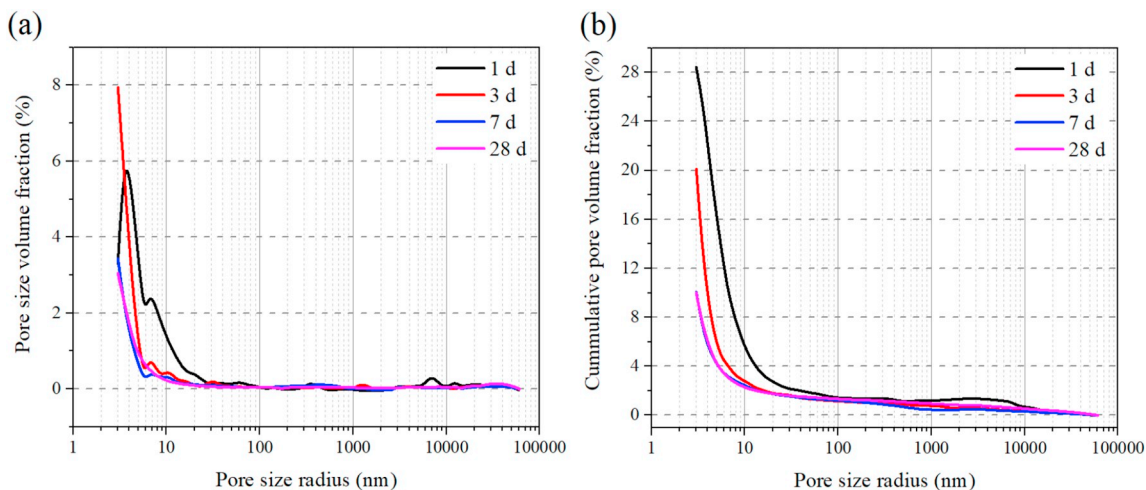 (a)
Pore size volume fraction (%)
8
6
4
2
0
1 d
3 d
7 d
28 d
1 10 100 1000 10000 100000
Pore size radius (nm)
(b)
Cummulative pore volume fraction (%)
28
24
20
16
12
8
4
0
1 d
3 d
7 d
28 d
1 10 100 1000 10000 100000
Pore size radius (nm)